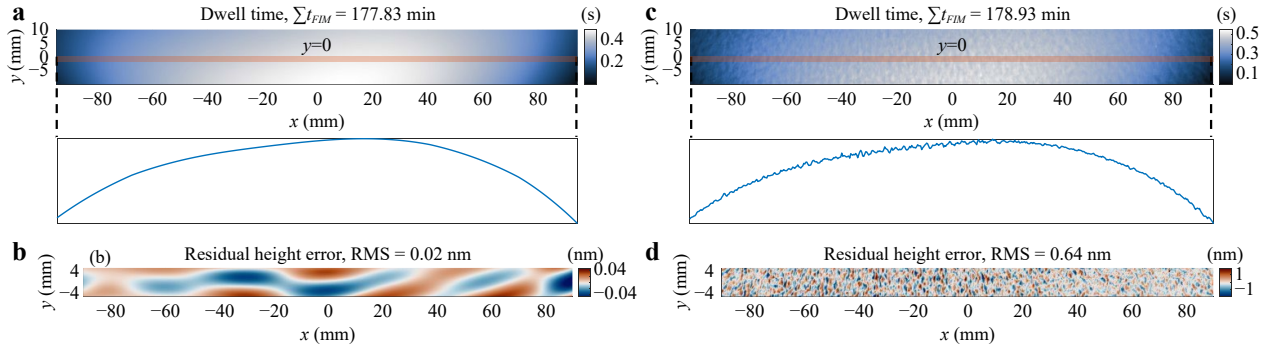 a
Dwell time, ∑t_FIM = 177.83 min
(s)
y (mm)
10
5
0
−5
y=0
0.4
0.2
−80 −60 −40 −20 0 20 40 60 80
x (mm)
b
(b)
Residual height error, RMS = 0.02 nm
(nm)
y (mm)
4
−4
0.04
−0.04
−80 −60 −40 −20 0 20 40 60 80
x (mm)
c
Dwell time, ∑t_FIM = 178.93 min
(s)
y (mm)
10
5
0
−5
y=0
0.5
0.3
0.1
−80 −60 −40 −20 0 20 40 60 80
x (mm)
d
Residual height error, RMS = 0.64 nm
(nm)
y (mm)
4
−4
1
−1
−80 −60 −40 −20 0 20 40 60 80
x (mm)